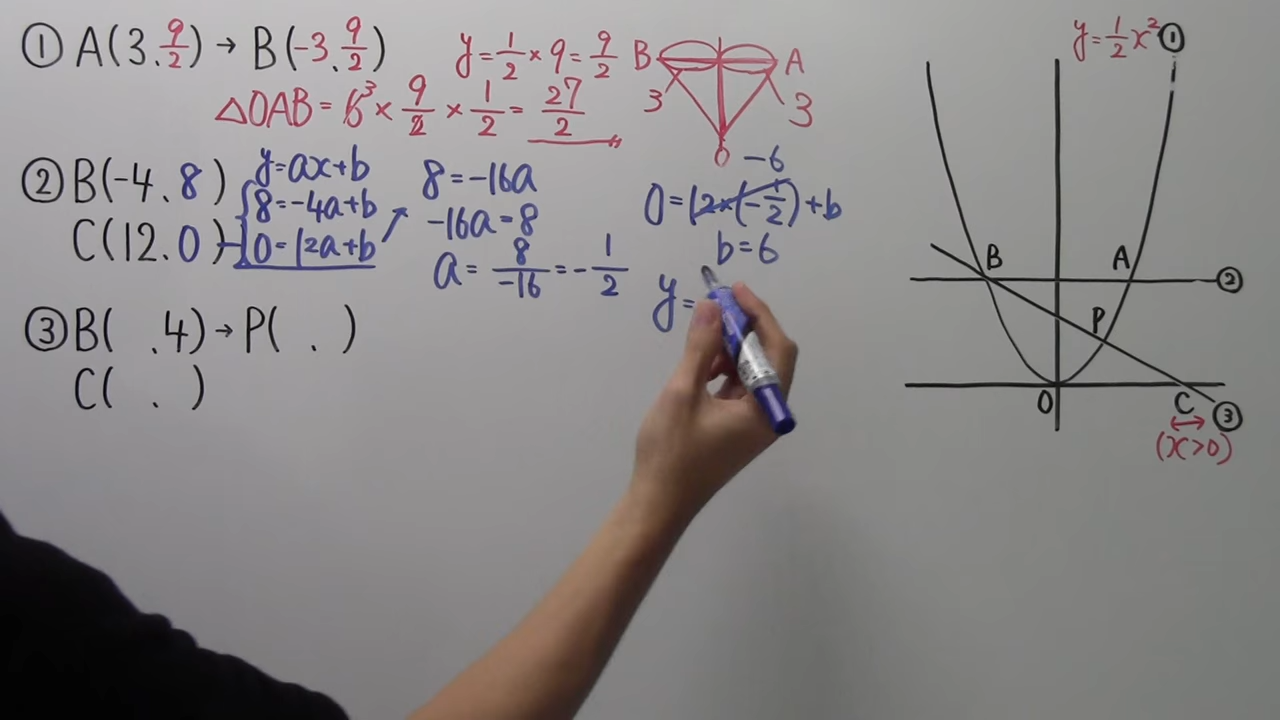 ① A(3. 9/2) → B(-3. 9/2)
y=1/2×9=9/2
△OAB=6 3×9/2×1/2=27/2
B A
3 3
O
② B(-4. 8)
C(12. 0)
y=ax+b
8=-4a+b
0=12a+b
8=-16a
-16a=8
a=8/-16=-1/2
-6
0=12×(-1/2)+b
b=6
y=
③ B( .4)→P( . )
C( . )
y=1/2x² ①
B A ②
P
O C ③
(x>0)